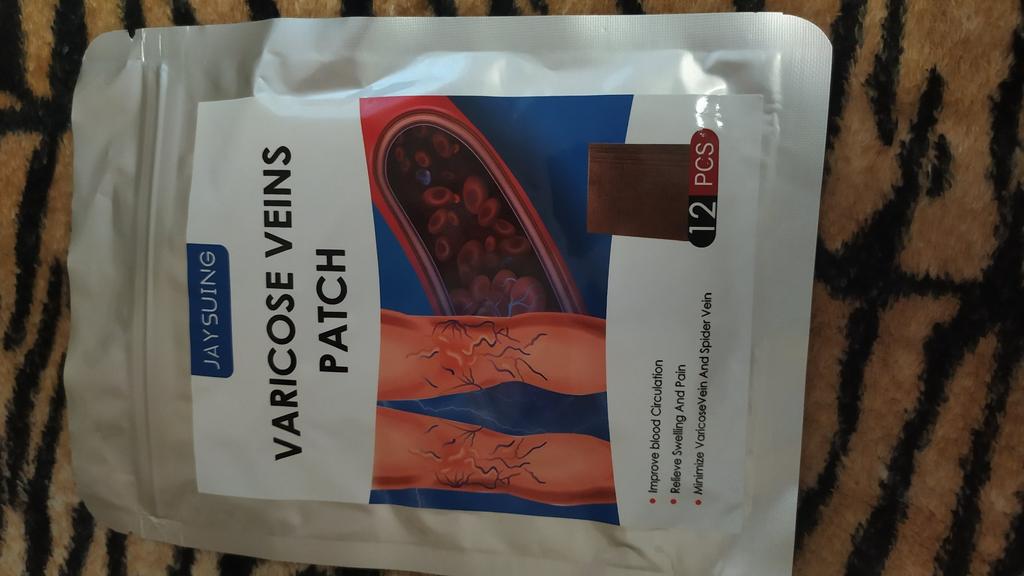 JAYSUING
VARICOSE VEINS
PATCH
12 PCS
• Improve blood Circulation
• Relieve Swelling And Pain
• Minimize VaricoseVein And Spider Vein